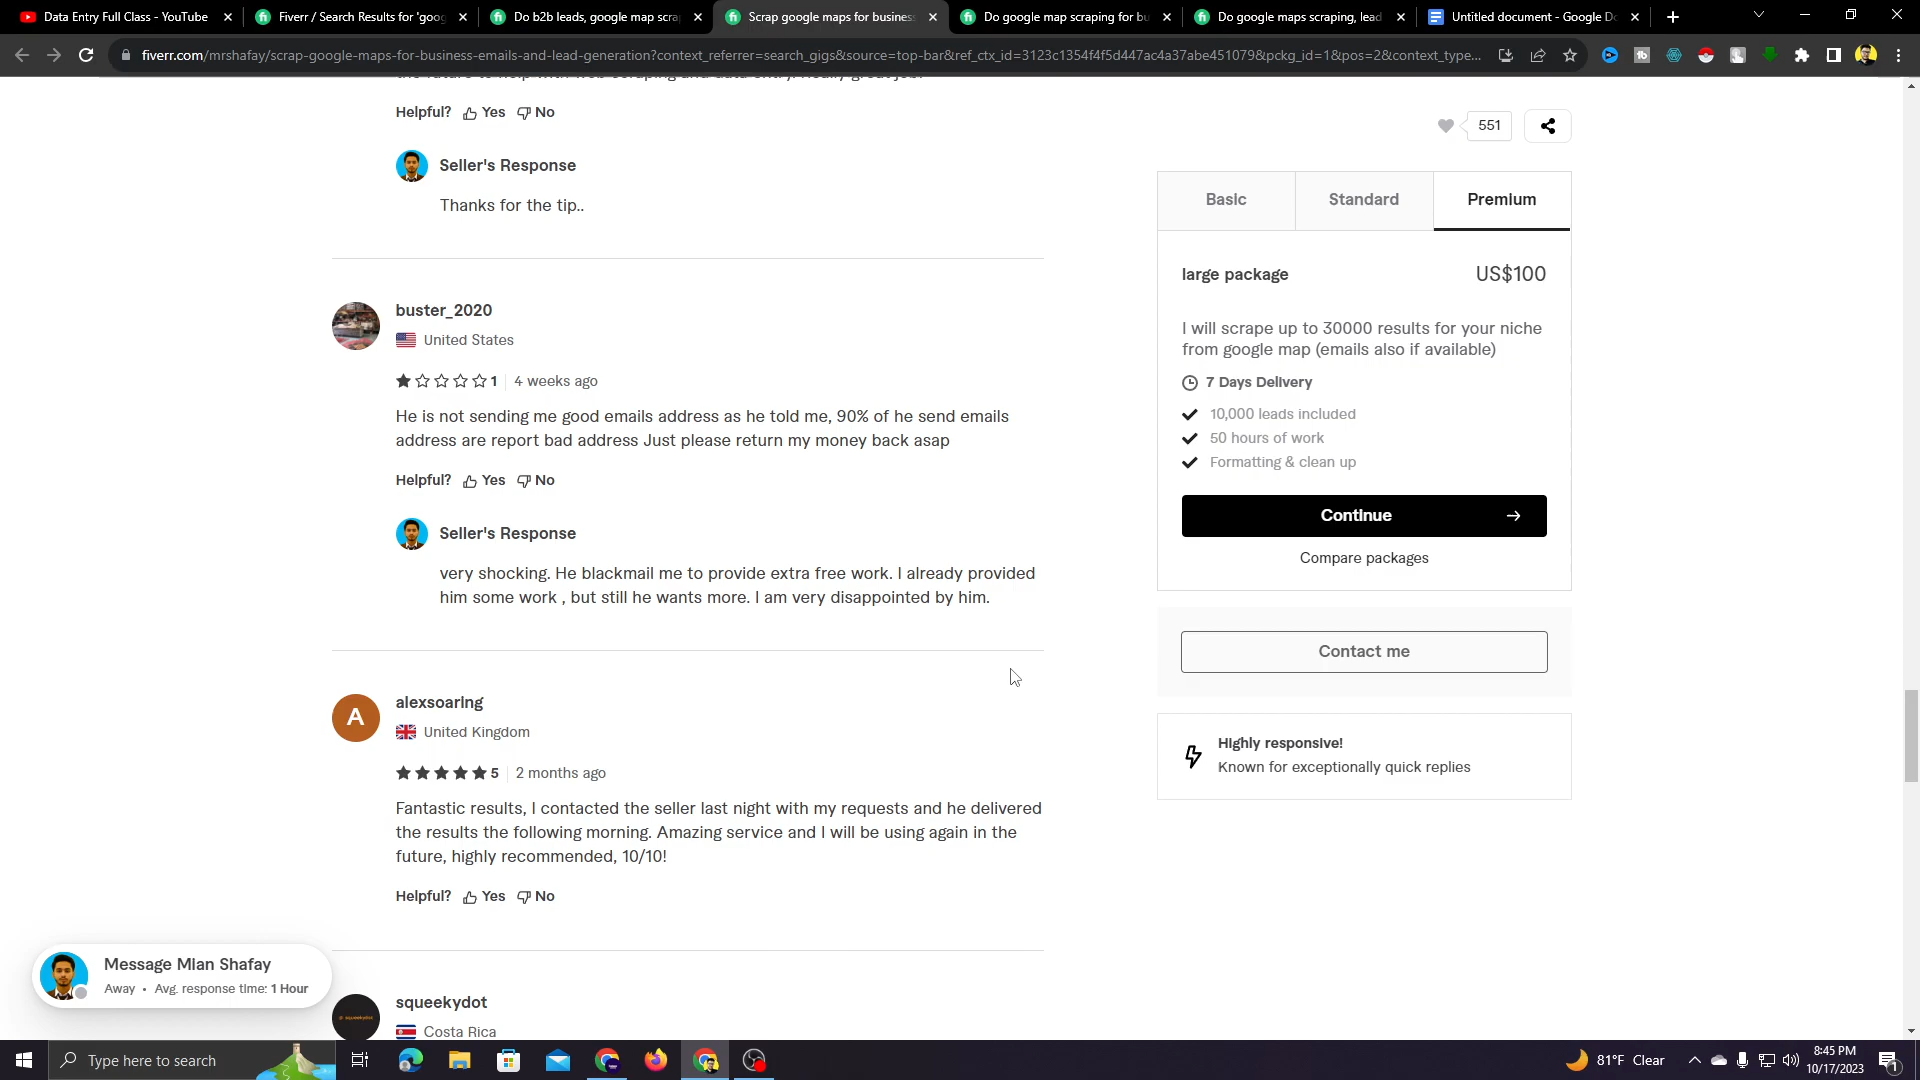 Data Entry Full Class - YouTube
Fiverr / Search Results for 'goog
Do b2b leads, google map scra
Scrap google maps for business
Do google map scraping for bu
Do google maps scraping, lead
Untitled document - Google Do
fiverr.com/mrshafay/scrap-google-maps-for-business-emails-and-lead-generation?context_referrer=search_gigs&source=top-bar&ref_ctx_id=3123c1354f4f5d447ac4a37abe451079&pckg_id=1&pos=2&context_type...
Helpful? Yes No
551
Seller's Response
Thanks for the tip..
Basic Standard Premium
large package US$100
I will scrape up to 30000 results for your niche
from google map (emails also if available)
7 Days Delivery
10,000 leads included
50 hours of work
Formatting & clean up
Continue
Compare packages
Contact me
Highly responsive!
Known for exceptionally quick replies
buster_2020
United States
1 4 weeks ago
He is not sending me good emails address as he told me, 90% of he send emails
address are report bad address Just please return my money back asap
Helpful? Yes No
Seller's Response
very shocking. He blackmail me to provide extra free work. I already provided
him some work , but still he wants more. I am very disappointed by him.
A
alexsoaring
United Kingdom
5 2 months ago
Fantastic results, I contacted the seller last night with my requests and he delivered
the results the following morning. Amazing service and I will be using again in the
future, highly recommended, 10/10!
Helpful? Yes No
squeekydot
Costa Rica
Message Mian Shafay
Away • Avg. response time: 1 Hour
Type here to search
81°F Clear
8:45 PM
10/17/2023
1